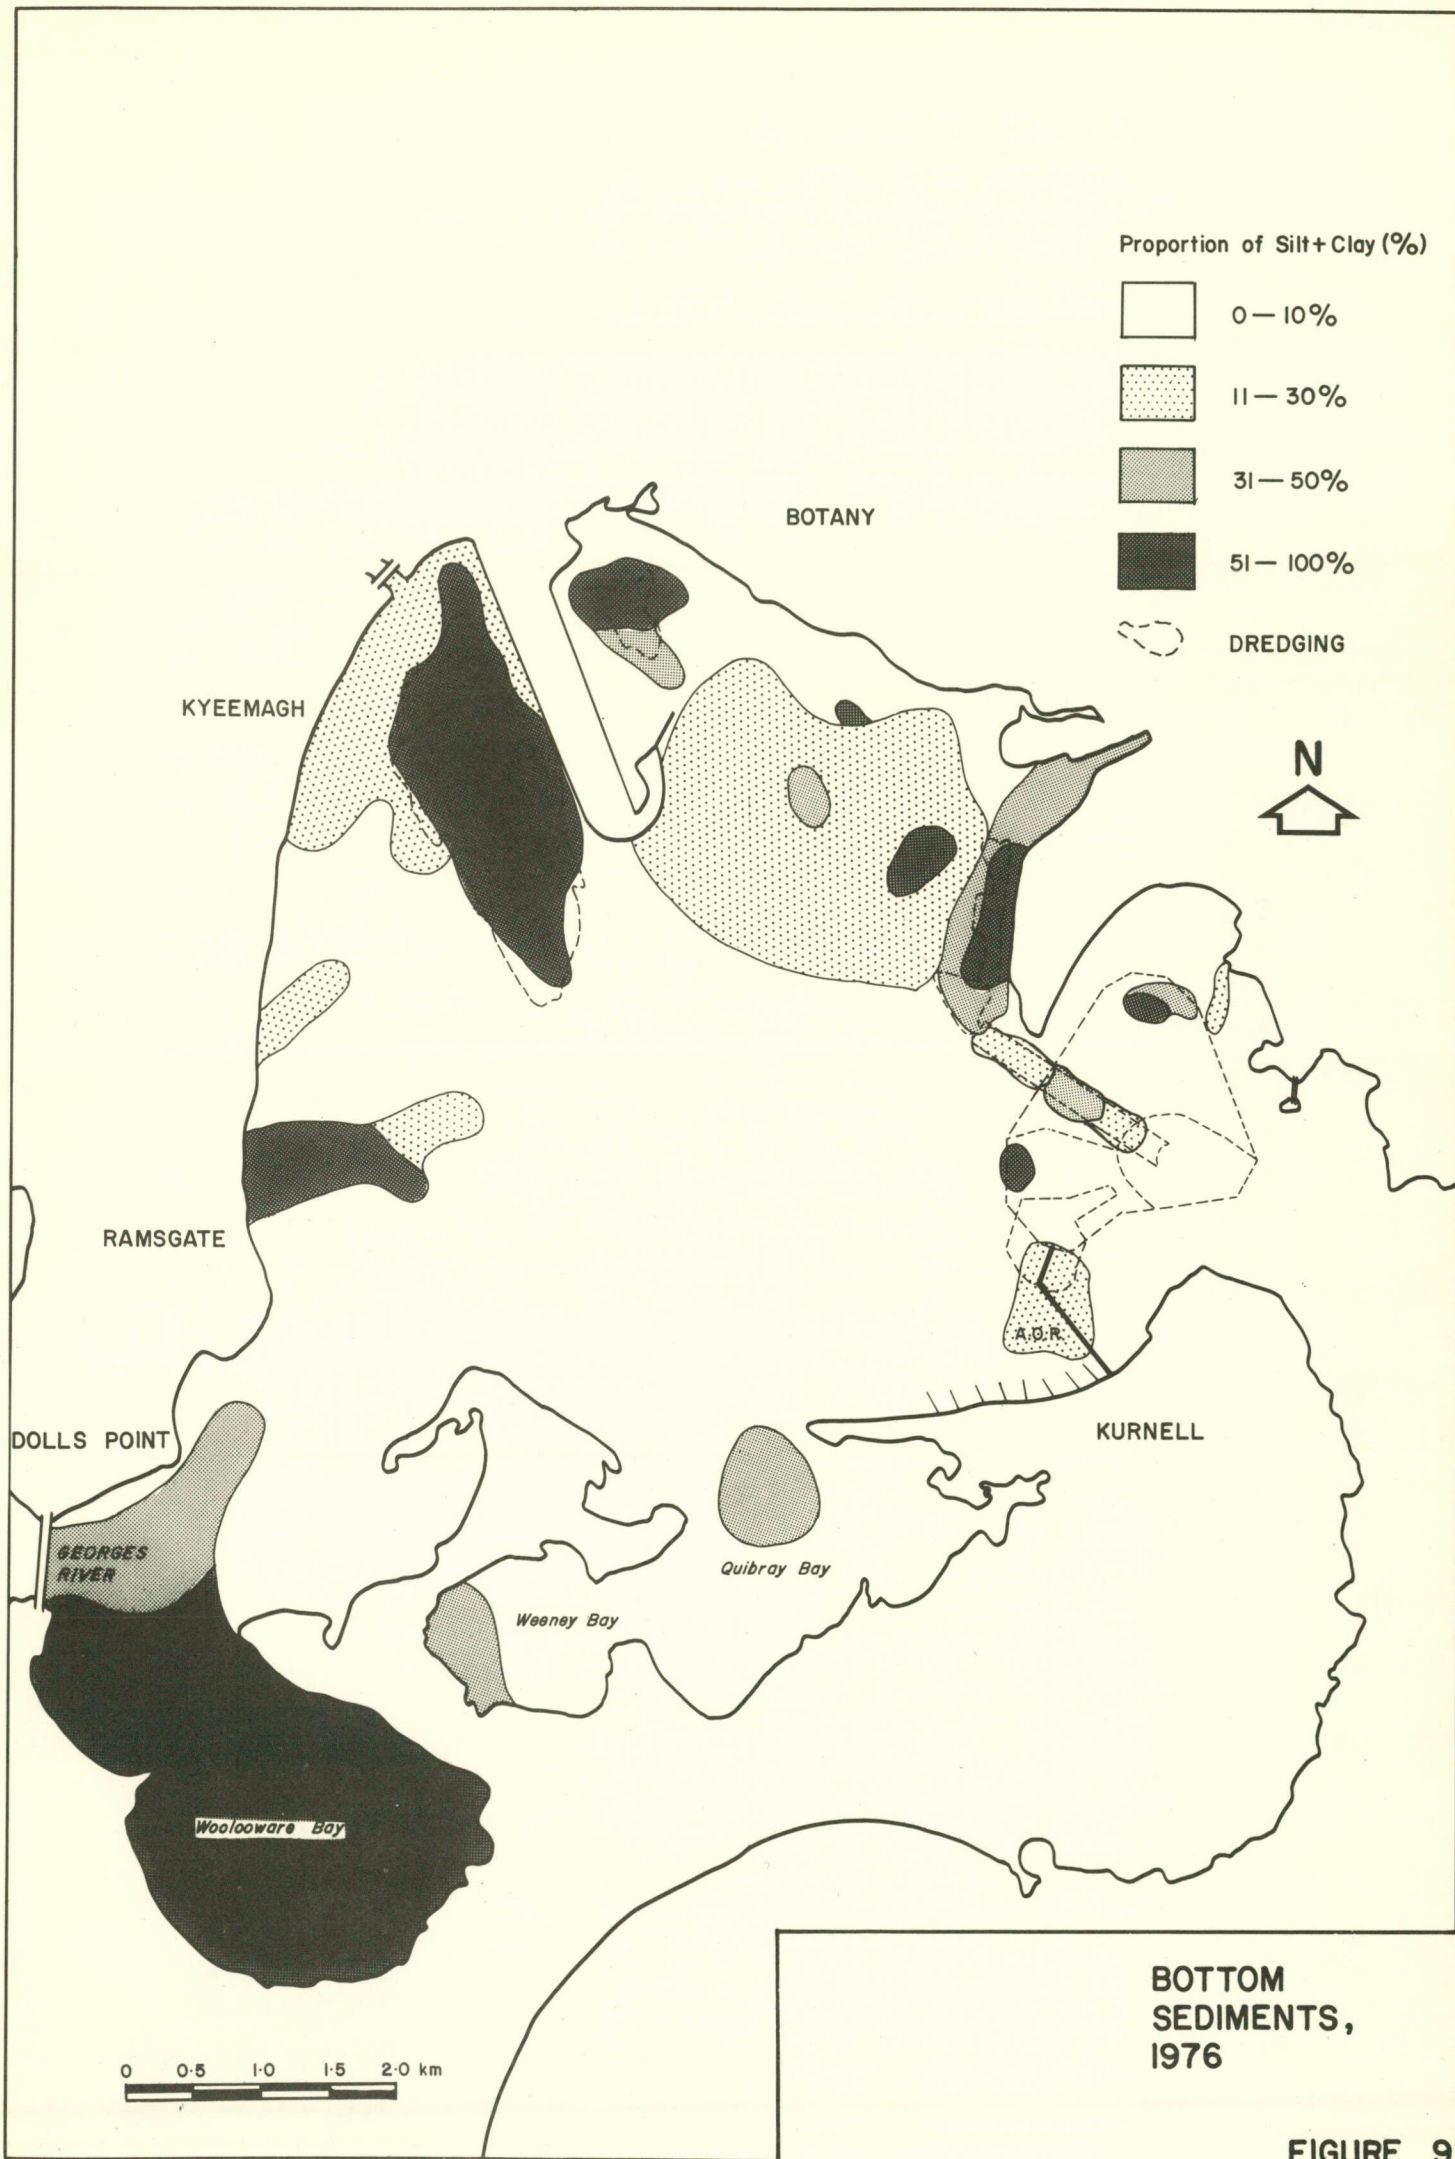 Proportion of Silt+Clay (%)
0 — 10%
11 — 30%
31 — 50%
51 — 100%
DREDGING
N
BOTANY
KYEEMAGH
RAMSGATE
A.O.R.
DOLLS POINT
KURNELL
GEORGES
RIVER
Quibray Bay
Weeney Bay
Woolooware Bay
0 0·5 1·0 1·5 2·0 km
BOTTOM
SEDIMENTS,
1976
FIGURE 9